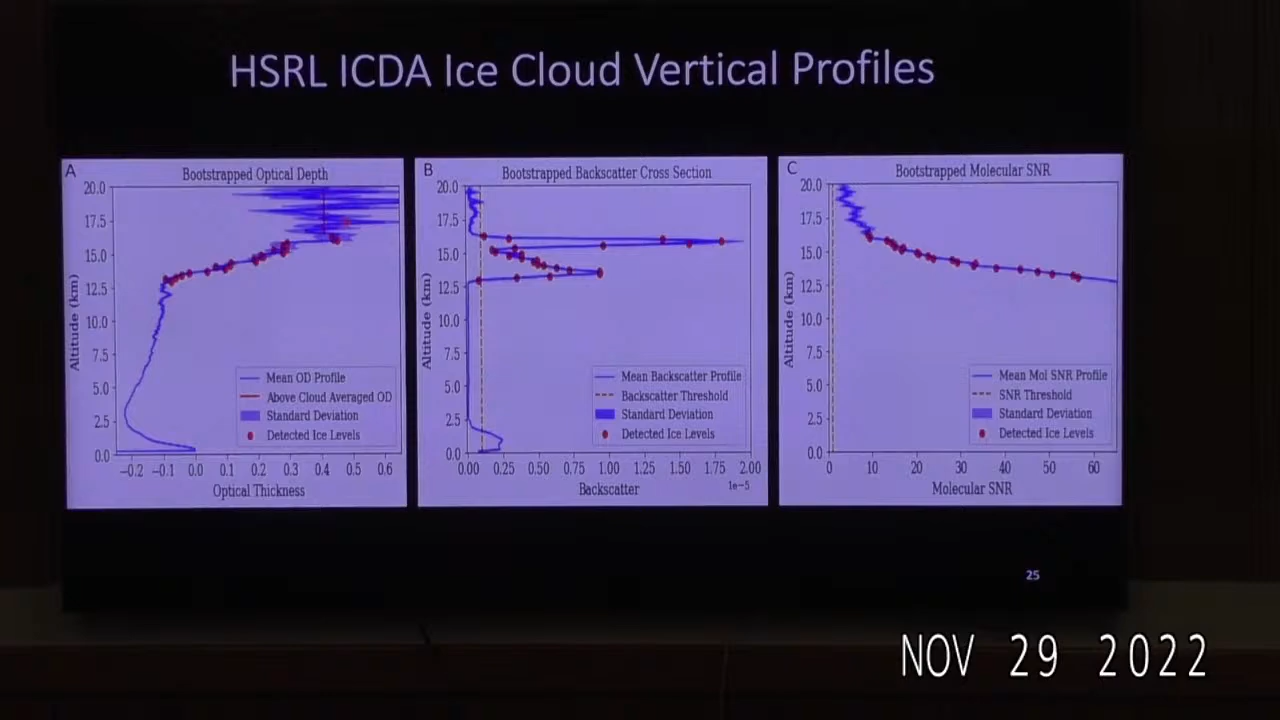 HSRL ICDA Ice Cloud Vertical Profiles
A
Bootstrapped Optical Depth
20.0
17.5
15.0
12.5
10.0
7.5
5.0
2.5
0.0
Altitude (km)
Mean OD Profile
Above Cloud Averaged OD
Standard Deviation
Detected Ice Levels
−0.2 −0.1 0.0 0.1 0.2 0.3 0.4 0.5 0.6
Optical Thickness
B
Bootstrapped Backscatter Cross Section
20.0
17.5
15.0
12.5
10.0
7.5
5.0
2.5
0.0
Altitude (km)
Mean Backscatter Profile
Backscatter Threshold
Standard Deviation
Detected Ice Levels
0.00 0.25 0.50 0.75 1.00 1.25 1.50 1.75 2.00
1e−5
Backscatter
C
Bootstrapped Molecular SNR
20.0
17.5
15.0
12.5
10.0
7.5
5.0
2.5
0.0
Altitude (km)
Mean Mol SNR Profile
SNR Threshold
Standard Deviation
Detected Ice Levels
0 10 20 30 40 50 60
Molecular SNR
25
NOV 29 2022